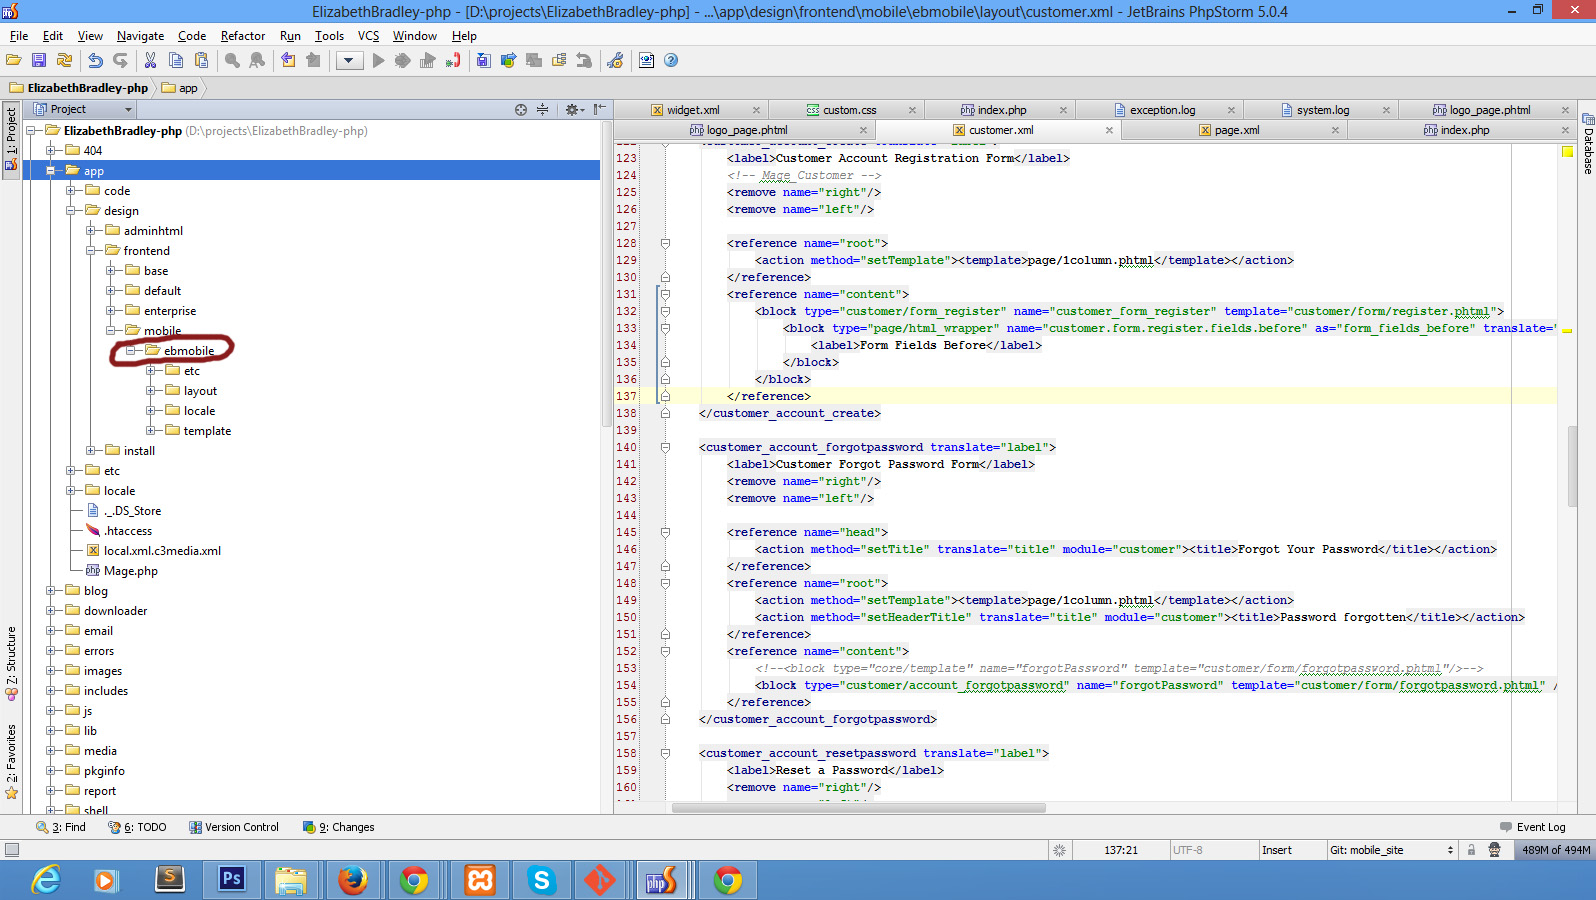 ElizabethBradley-php - [D:\projects\ElizabethBradley-php] - ...\app\design\frontend\mobile\ebmobile\layout\customer.xml - JetBrains PhpStorm 5.0.4
File Edit View Navigate Code Refactor Run Tools VCS Window Help
ElizabethBradley-php app
Project
widget.xml custom.css index.php exception.log system.log logo_page.phtml
logo_page.phtml customer.xml page.xml index.php
1: Project
Z: Structure
2: Favorites
Database
ElizabethBradley-php (D:\projects\ElizabethBradley-php)
404
app
code
design
adminhtml
frontend
base
default
enterprise
mobile
ebmobile
etc
layout
locale
template
install
etc
locale
._.DS_Store
.htaccess
local.xml.c3media.xml
Mage.php
blog
downloader
email
errors
images
includes
js
lib
media
pkginfo
report
shell
123 <label>Customer Account Registration Form</label>
124 <!-- Mage_Customer -->
125 <remove name="right"/>
126 <remove name="left"/>
127
128 <reference name="root">
129 <action method="setTemplate"><template>page/1column.phtml</template></action>
130 </reference>
131 <reference name="content">
132 <block type="customer/form_register" name="customer_form_register" template="customer/form/register.phtml">
133 <block type="page/html_wrapper" name="customer.form.register.fields.before" as="form_fields_before" translate="
134 <label>Form Fields Before</label>
135 </block>
136 </block>
137 </reference>
138 </customer_account_create>
139
140 <customer_account_forgotpassword translate="label">
141 <label>Customer Forgot Password Form</label>
142 <remove name="right"/>
143 <remove name="left"/>
144
145 <reference name="head">
146 <action method="setTitle" translate="title" module="customer"><title>Forgot Your Password</title></action>
147 </reference>
148 <reference name="root">
149 <action method="setTemplate"><template>page/1column.phtml</template></action>
150 <action method="setHeaderTitle" translate="title" module="customer"><title>Password forgotten</title></action>
151 </reference>
152 <reference name="content">
153 <!--<block type="core/template" name="forgotPassword" template="customer/form/forgotpassword.phtml"/>-->
154 <block type="customer/account_forgotpassword" name="forgotPassword" template="customer/form/forgotpassword.phtml" /
155 </reference>
156 </customer_account_forgotpassword>
157
158 <customer_account_resetpassword translate="label">
159 <label>Reset a Password</label>
160 <remove name="right"/>
3: Find 6: TODO Version Control 9: Changes Event Log
137:21 UTF-8 Insert Git: mobile_site 489M of 494M
Ps
php